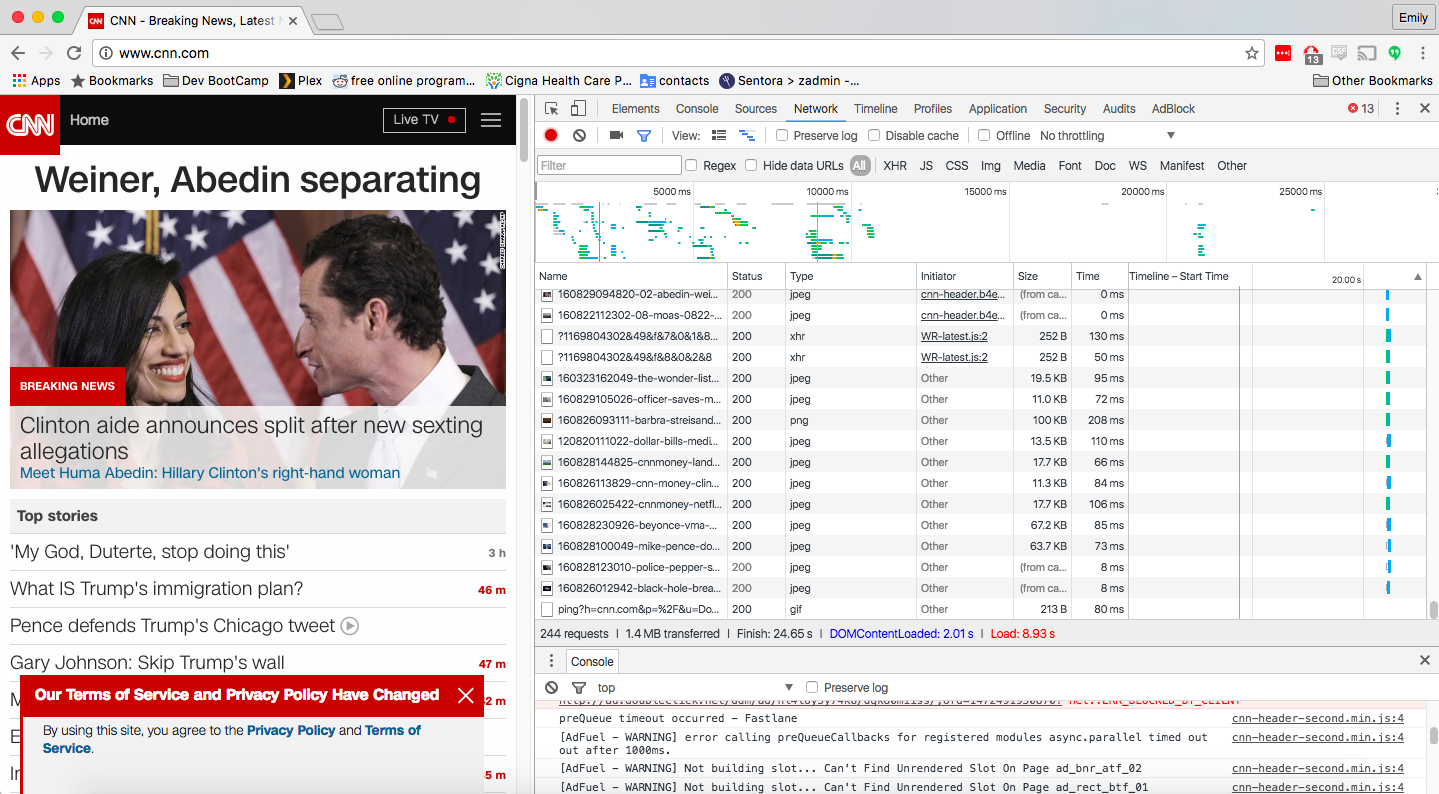 CNN - Breaking News, Latest
Emily
www.cnn.com
13
Apps Bookmarks Dev BootCamp Plex free online program... Cigna Health Care P... contacts Sentora > zadmin -... Other Bookmarks
CNN Home Live TV
Weiner, Abedin separating
BREAKING NEWS
Clinton aide announces split after new sexting
allegations
Meet Huma Abedin: Hillary Clinton's right-hand woman
Top stories
'My God, Duterte, stop doing this' 3 h
What IS Trump's immigration plan? 46 m
Pence defends Trump's Chicago tweet
Gary Johnson: Skip Trump's wall 47 m
Our Terms of Service and Privacy Policy Have Changed
By using this site, you agree to the Privacy Policy and Terms of
Service.
Elements Console Sources Network Timeline Profiles Application Security Audits AdBlock 13
View: Preserve log Disable cache Offline No throttling
Filter Regex Hide data URLs All XHR JS CSS Img Media Font Doc WS Manifest Other
5000 ms 10000 ms 15000 ms 20000 ms 25000 ms
Name Status Type Initiator Size Time Timeline – Start Time 20.00 s
160829094820-02-abedin-wei... 200 jpeg cnn-header.b4e... (from ca... 0 ms
160822112302-08-moas-0822-... 200 jpeg cnn-header.b4e... (from ca... 0 ms
?1169804302&49&f&7&0&1&8... 200 xhr WR-latest.js:2 252 B 130 ms
?1169804302&49&f&8&0&2&8 200 xhr WR-latest.js:2 252 B 50 ms
160323162049-the-wonder-list... 200 jpeg Other 19.5 KB 95 ms
160829105026-officer-saves-m... 200 jpeg Other 11.0 KB 72 ms
160826093111-barbra-streisand... 200 png Other 100 KB 208 ms
120820111022-dollar-bills-medi... 200 jpeg Other 13.5 KB 110 ms
160828144825-cnnmoney-land... 200 jpeg Other 17.7 KB 66 ms
160826113829-cnn-money-clin... 200 jpeg Other 11.3 KB 84 ms
160826025422-cnnmoney-netfl... 200 jpeg Other 17.7 KB 106 ms
160828230926-beyonce-vma-... 200 jpeg Other 67.2 KB 85 ms
160828100049-mike-pence-do... 200 jpeg Other 63.7 KB 73 ms
160828123010-police-pepper-s... 200 jpeg Other (from ca... 8 ms
160826012942-black-hole-brea... 200 jpeg Other (from ca... 8 ms
ping?h=cnn.com&p=%2F&u=Do... 200 gif Other 213 B 80 ms
244 requests | 1.4 MB transferred | Finish: 24.65 s | DOMContentLoaded: 2.01 s | Load: 8.93 s
Console
top Preserve log
preQueue timeout occurred – Fastlane cnn-header-second.min.js:4
[AdFuel – WARNING] error calling preQueueCallbacks for registered modules async.parallel timed out cnn-header-second.min.js:4
out after 1000ms.
[AdFuel – WARNING] Not building slot... Can't Find Unrendered Slot On Page ad_bnr_atf_02 cnn-header-second.min.js:4
[AdFuel – WARNING] Not building slot... Can't Find Unrendered Slot On Page ad_rect_btf_01 cnn-header-second.min.js:4